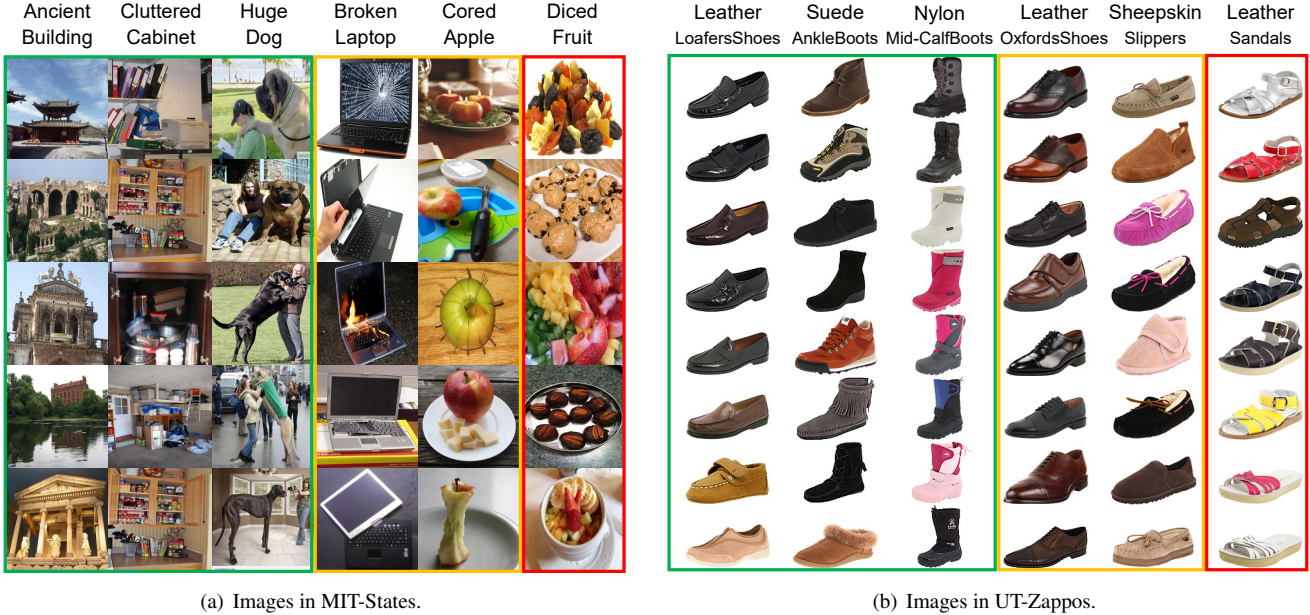 Ancient Building
Cluttered Cabinet
Huge Dog
Broken Laptop
Cored Apple
Diced Fruit
Leather LoafersShoes
Suede AnkleBoots
Nylon Mid-CalfBoots
Leather OxfordsShoes
Sheepskin Slippers
Leather Sandals
(a) Images in MIT-States.
(b) Images in UT-Zappos.